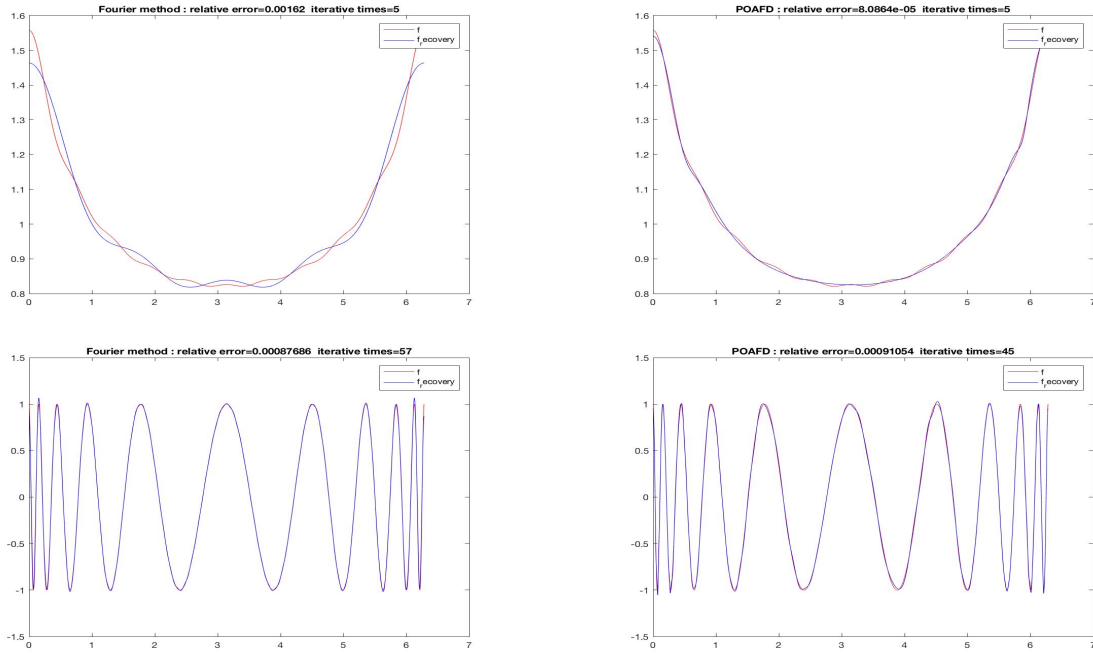 Fourier method : relative error=0.00162 iterative times=5
f
f_recovery
1.6
1.5
1.4
1.3
1.2
1.1
1
0.9
0.8
0 1 2 3 4 5 6 7
POAFD : relative error=8.0864e-05 iterative times=5
f
f_recovery
1.6
1.5
1.4
1.3
1.2
1.1
1
0.9
0.8
0 1 2 3 4 5 6 7
Fourier method : relative error=0.00087686 iterative times=57
f
f_recovery
1.5
1
0.5
0
-0.5
-1
-1.5
0 1 2 3 4 5 6 7
POAFD : relative error=0.00091054 iterative times=45
f
f_recovery
1.5
1
0.5
0
-0.5
-1
-1.5
0 1 2 3 4 5 6 7